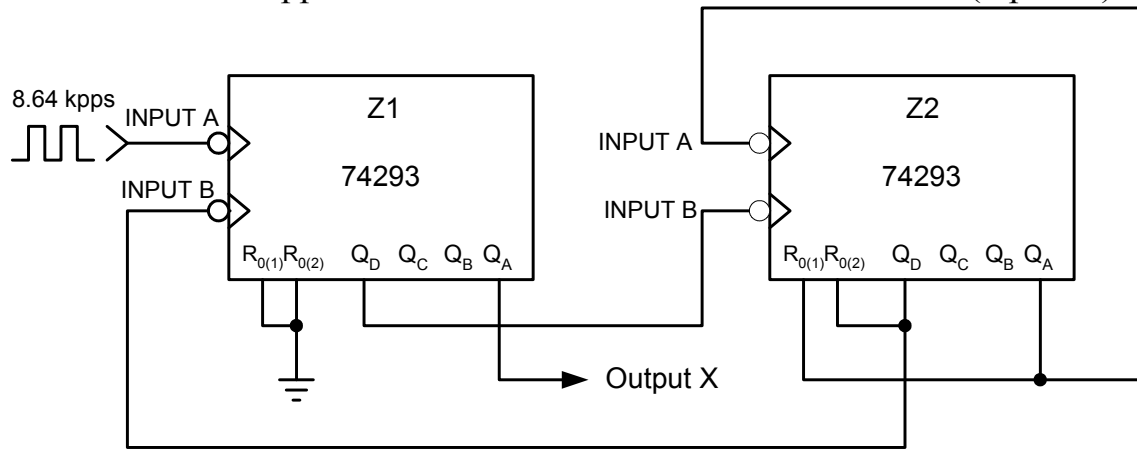 8.64 kpps
INPUT A
INPUT B
Z1
74293
R0(1) R0(2) QD QC QB QA
Output X
INPUT A
INPUT B
Z2
74293
R0(1) R0(2) QD QC QB QA